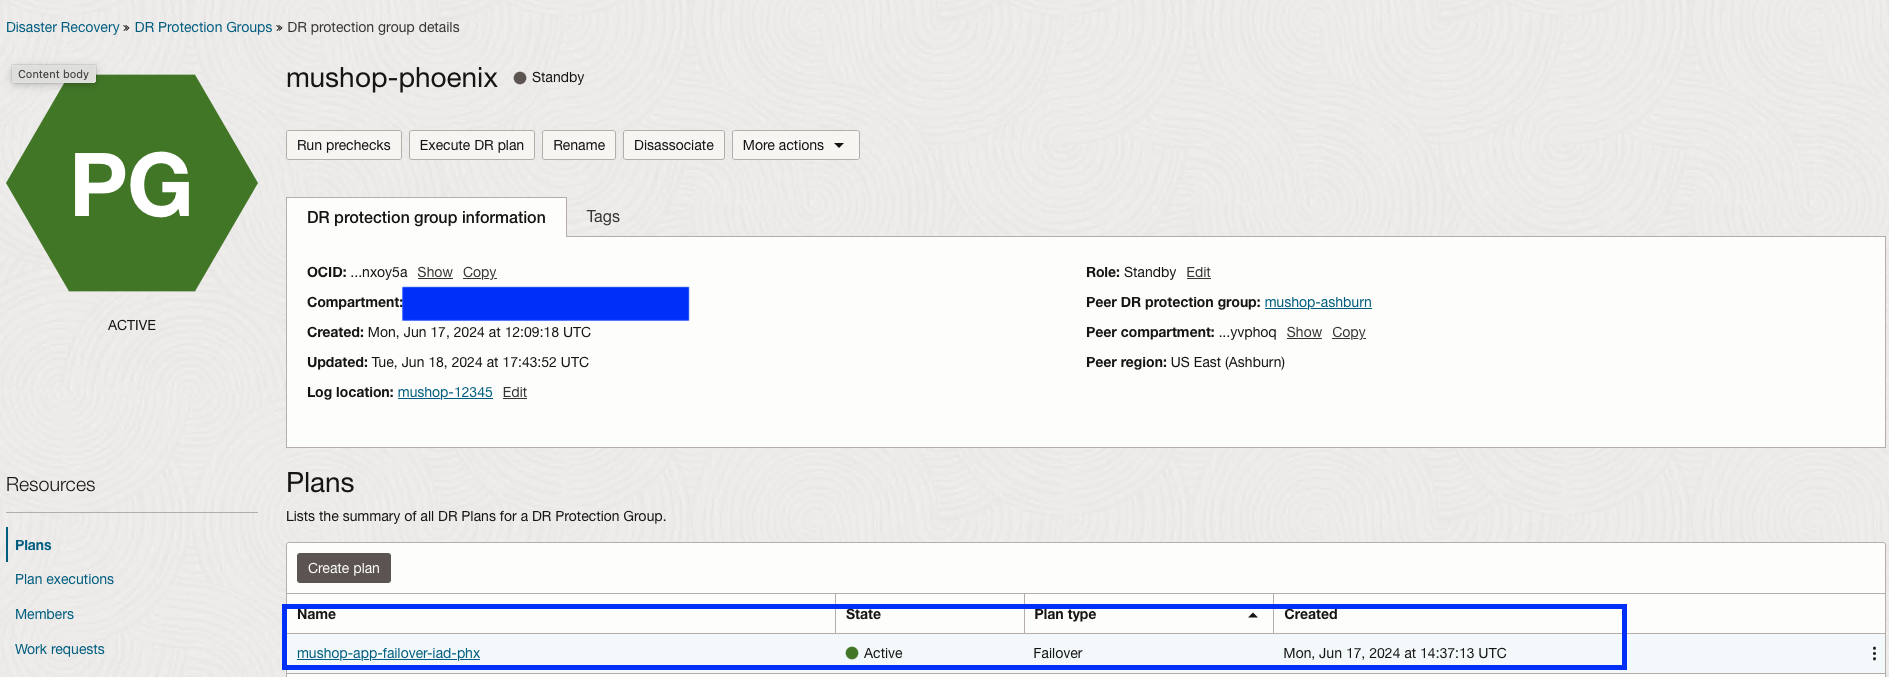 Disaster Recovery » DR Protection Groups » DR protection group details
Content body
PG
ACTIVE
mushop-phoenix Standby
Run prechecks Execute DR plan Rename Disassociate More actions
DR protection group information Tags
OCID: ...nxoy5a Show Copy
Compartment:
Created: Mon, Jun 17, 2024 at 12:09:18 UTC
Updated: Tue, Jun 18, 2024 at 17:43:52 UTC
Log location: mushop-12345 Edit
Role: Standby Edit
Peer DR protection group: mushop-ashburn
Peer compartment: ...yvphoq Show Copy
Peer region: US East (Ashburn)
Resources
Plans
Plan executions
Members
Work requests
Plans
Lists the summary of all DR Plans for a DR Protection Group.
Create plan
Name State Plan type Created
mushop-app-failover-iad-phx Active Failover Mon, Jun 17, 2024 at 14:37:13 UTC